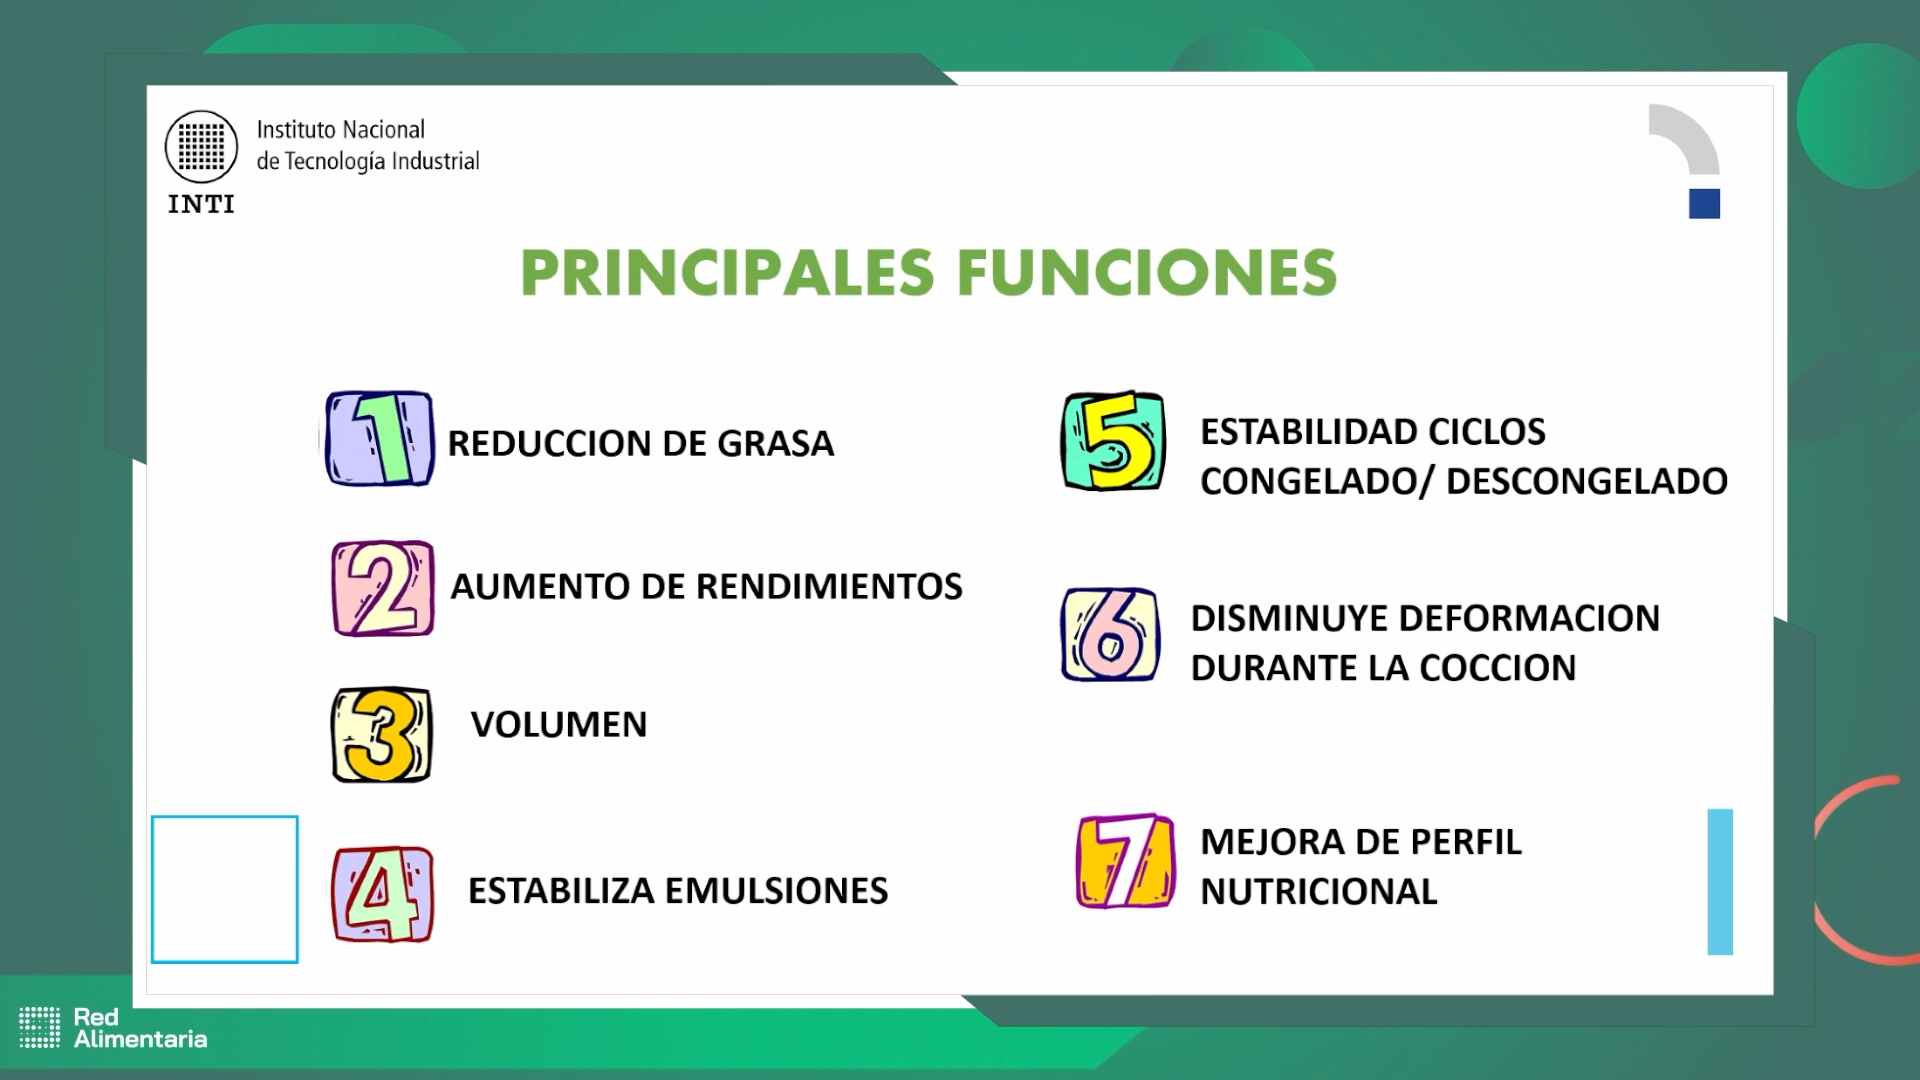 Instituto Nacional
de Tecnología Industrial
INTI
PRINCIPALES FUNCIONES
1 REDUCCION DE GRASA
2 AUMENTO DE RENDIMIENTOS
3 VOLUMEN
4 ESTABILIZA EMULSIONES
5 ESTABILIDAD CICLOS
CONGELADO/ DESCONGELADO
6 DISMINUYE DEFORMACION
DURANTE LA COCCION
7 MEJORA DE PERFIL
NUTRICIONAL
Red
Alimentaria